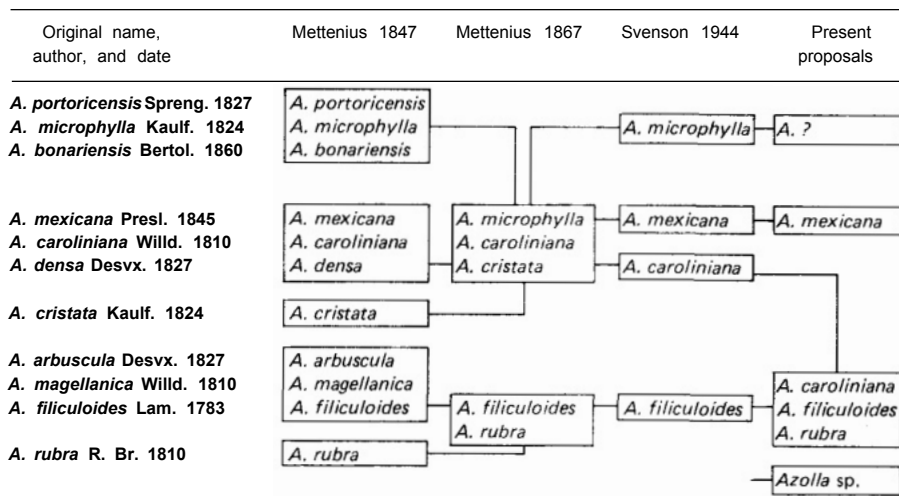 Original name, author, and date Mettenius 1847 Mettenius 1867 Svenson 1944 Present proposals
A. portoricensis Spreng. 1827 A. portoricensis
A. microphylla Kaulf. 1824 A. microphylla A. microphylla A. ?
A. bonariensis Bertol. 1860 A. bonariensis
A. mexicana Presl. 1845 A. mexicana A. microphylla A. mexicana A. mexicana
A. caroliniana Willd. 1810 A. caroliniana A. caroliniana
A. densa Desvx. 1827 A. densa A. cristata A. caroliniana
A. cristata Kaulf. 1824 A. cristata
A. arbuscula Desvx. 1827 A. arbuscula
A. magellanica Willd. 1810 A. magellanica A. caroliniana
A. filiculoides Lam. 1783 A. filiculoides A. filiculoides A. filiculoides A. filiculoides
A. rubra A. rubra
A. rubra R. Br. 1810 A. rubra
Azolla sp.